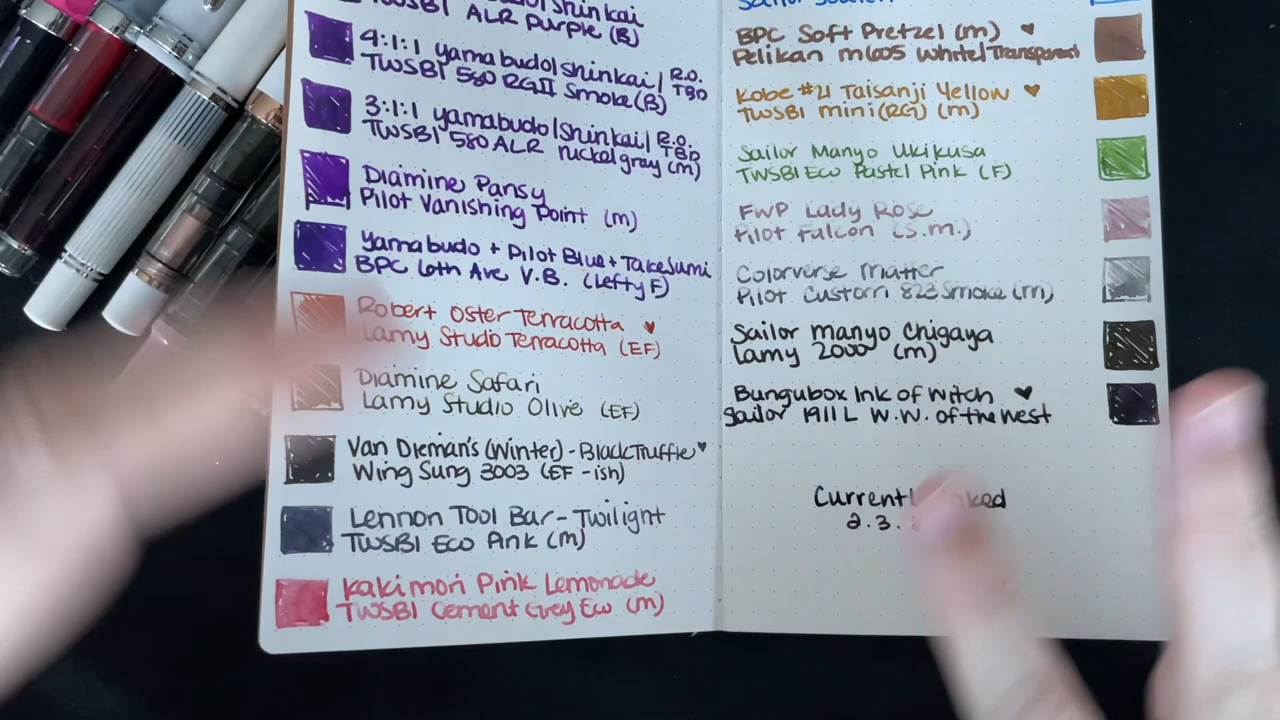 Shinkai
TWSBI ALR Purple (B)
4:1:1 yamabudo/shinkai/R.O. TBD
TWSBI 580 RGII Smoke (B)
3:1:1 yamabudo/shinkai/R.O. TBD
TWSBI 580 ALR nickel gray (m)
Diamine Pansy
Pilot Vanishing Point (m)
Yamabudo + Pilot Blue + Takesumi
BPC 6th Ave V.B. (Lefty F)
Robert Oster Terracotta
Lamy Studio Terracotta (EF)
Diamine Safari
Lamy Studio Olive (EF)
Van Dieman's (Winter) - Black Truffle
Wing Sung 3003 (EF-ish)
Lennon Tool Bar - Twilight
TWSBI Eco Pink (m)
Kakimori Pink Lemonade
TWSBI Cement Grey Eco (m)
Sailor
BPC Soft Pretzel (m)
Pelikan m605 White Transparent
Kobe #21 Taisanji Yellow
TWSBI mini (RG) (m)
Sailor Manyo Ukikusa
TWSBI Eco Pastel Pink (F)
FWP Lady Rose
Pilot Falcon (S.m.)
Colorverse Matter
Pilot Custom 823 Smoke (m)
Sailor manyo Chigaya
Lamy 2000 (m)
Bungubox Ink of Witch
Sailor 1911L W.W. of the West
2.3.